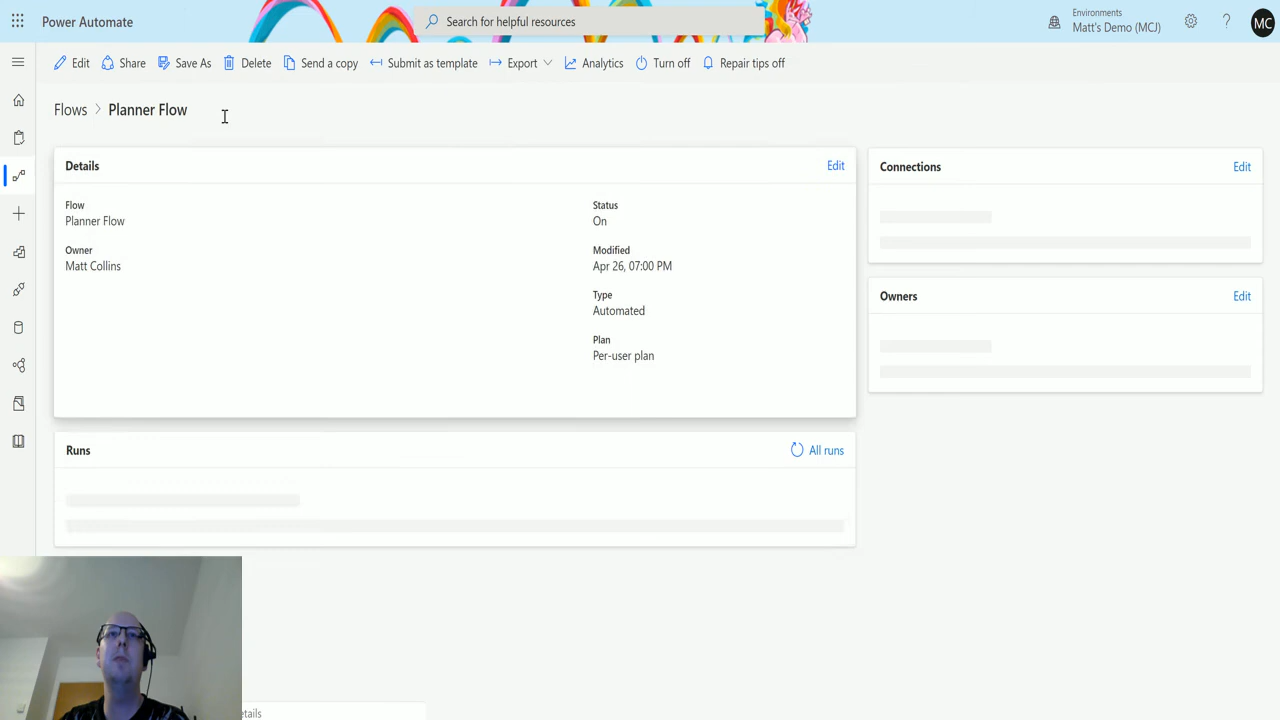 Power Automate
Search for helpful resources
Environments
Matt's Demo (MCJ)
MC
Edit
Share
Save As
Delete
Send a copy
Submit as template
Export
Analytics
Turn off
Repair tips off
Flows > Planner Flow
Details
Edit
Flow
Planner Flow
Owner
Matt Collins
Status
On
Modified
Apr 26, 07:00 PM
Type
Automated
Plan
Per-user plan
Connections
Edit
Owners
Edit
Runs
All runs
etails